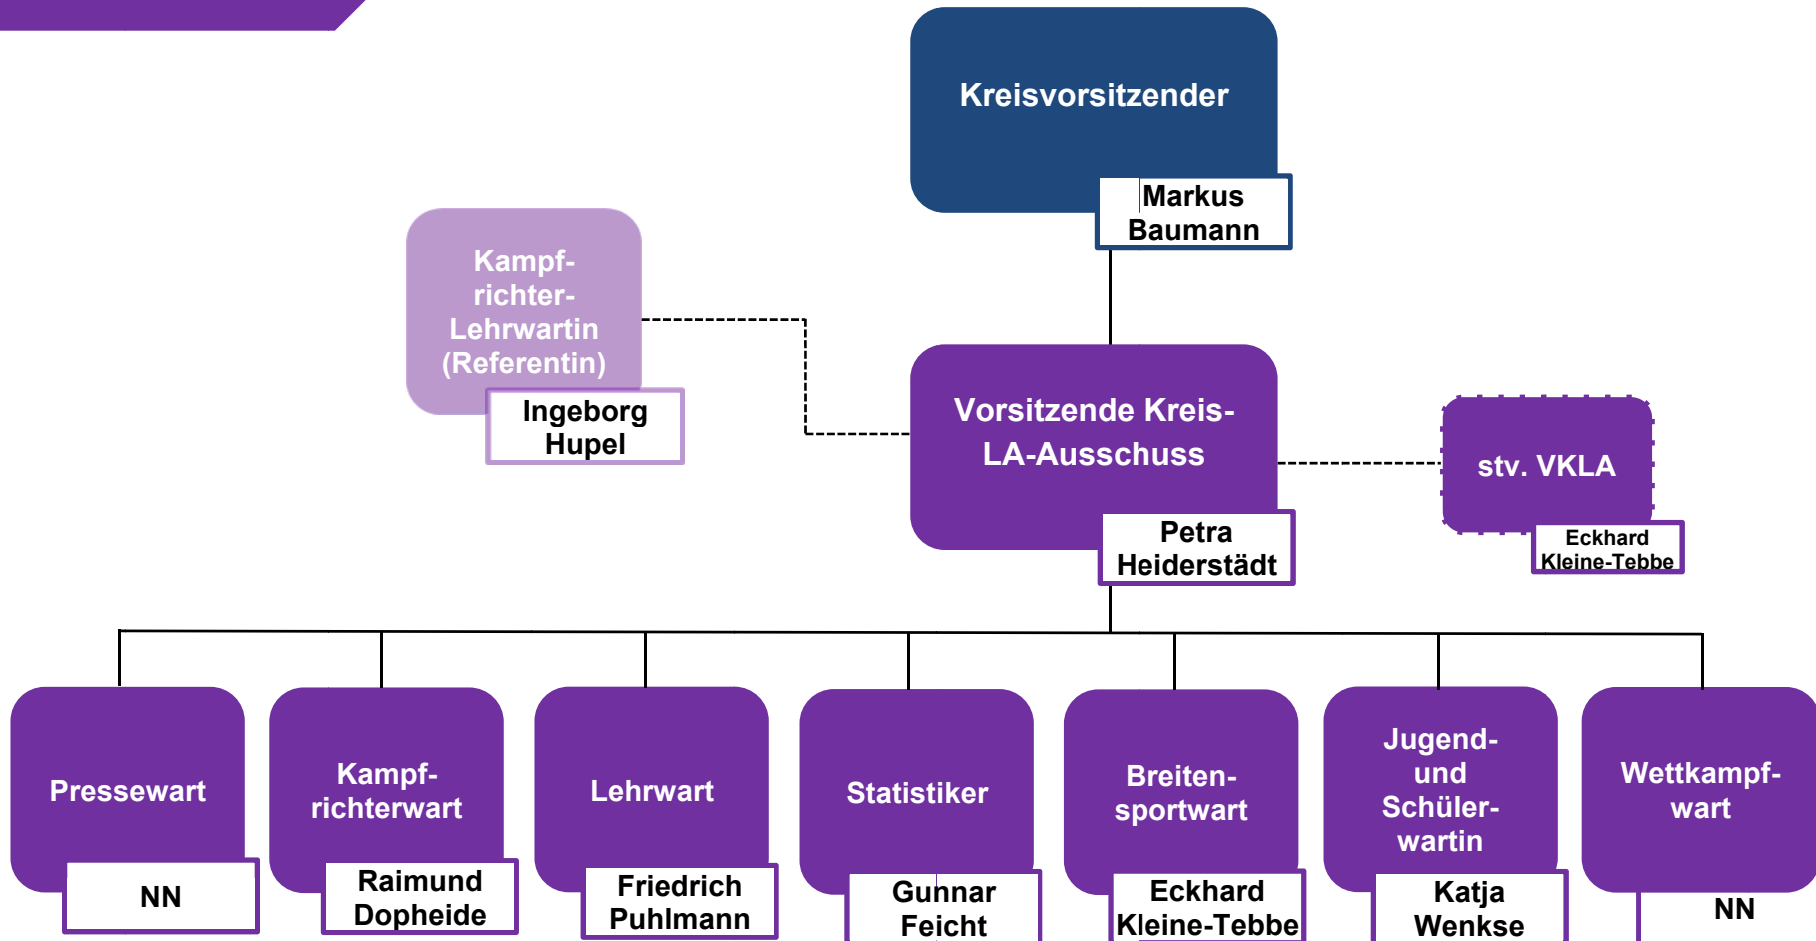 Kreisvorsitzender
Markus
Baumann
Kampf-
richter-
Lehrwartin
(Referentin)
Ingeborg
Hupel
Vorsitzende Kreis-
LA-Ausschuss
Petra
Heiderstädt
stv. VKLA
Eckhard
Kleine-Tebbe
Pressewart
NN
Kampf-
richterwart
Raimund
Dopheide
Lehrwart
Friedrich
Puhlmann
Statistiker
Gunnar
Feicht
Breiten-
sportwart
Eckhard
Kleine-Tebbe
Jugend-
und
Schüler-
wartin
Katja
Wenkse
Wettkampf-
wart
NN